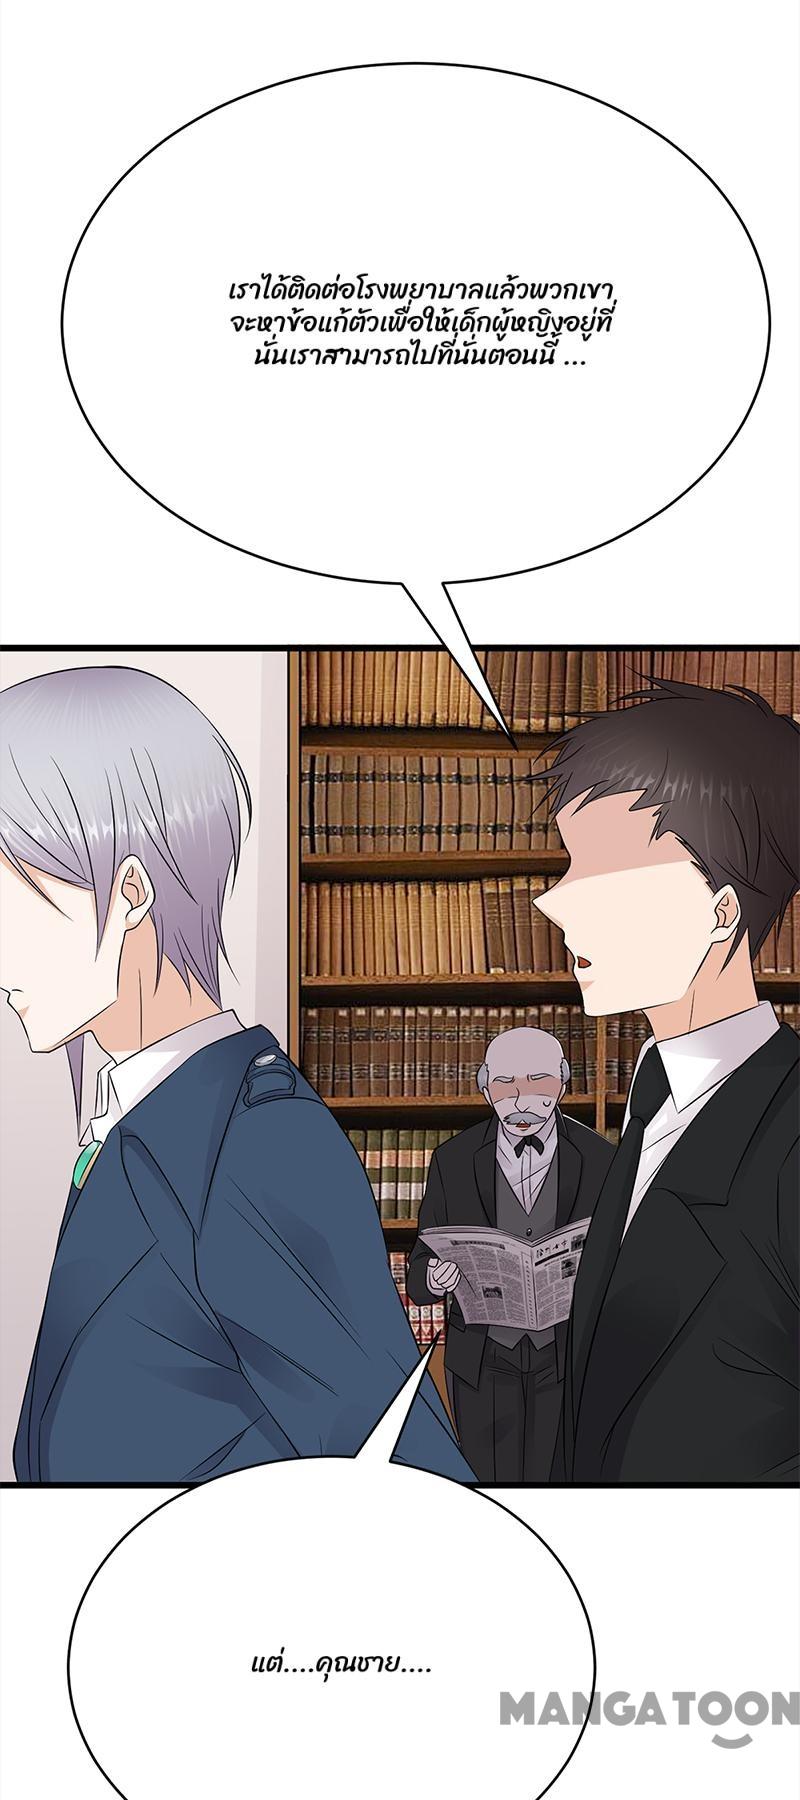 เราได้ติดต่อโรงพยาบาลแล้วพวกเขา
จะหาข้อแก้ตัวเพื่อให้เด็กผู้หญิงอยู่ที่
นั่นเราสามารถไปที่นั่นตอนนี้ ...
แต่....คุณชาย....
MANGATOON